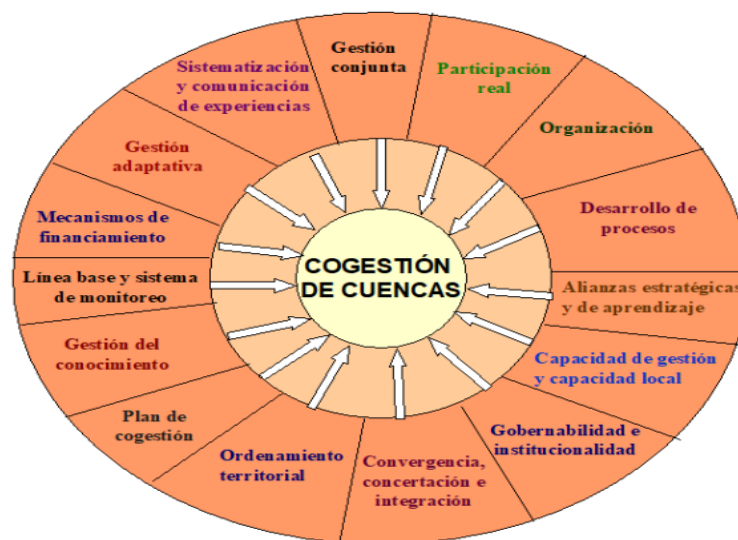 Gestión
conjunta
Participación
real
Organización
Desarrollo de
procesos
Alianzas estratégicas
y de aprendizaje
Capacidad de gestión
y capacidad local
Gobernabilidad e
institucionalidad
Convergencia,
concertación e
integración
Ordenamiento
territorial
Plan de
cogestión
Gestión del
conocimiento
Línea base y sistema
de monitoreo
Mecanismos de
financiamiento
Gestión
adaptativa
Sistematización
y comunicación
de experiencias
COGESTIÓN
DE CUENCAS